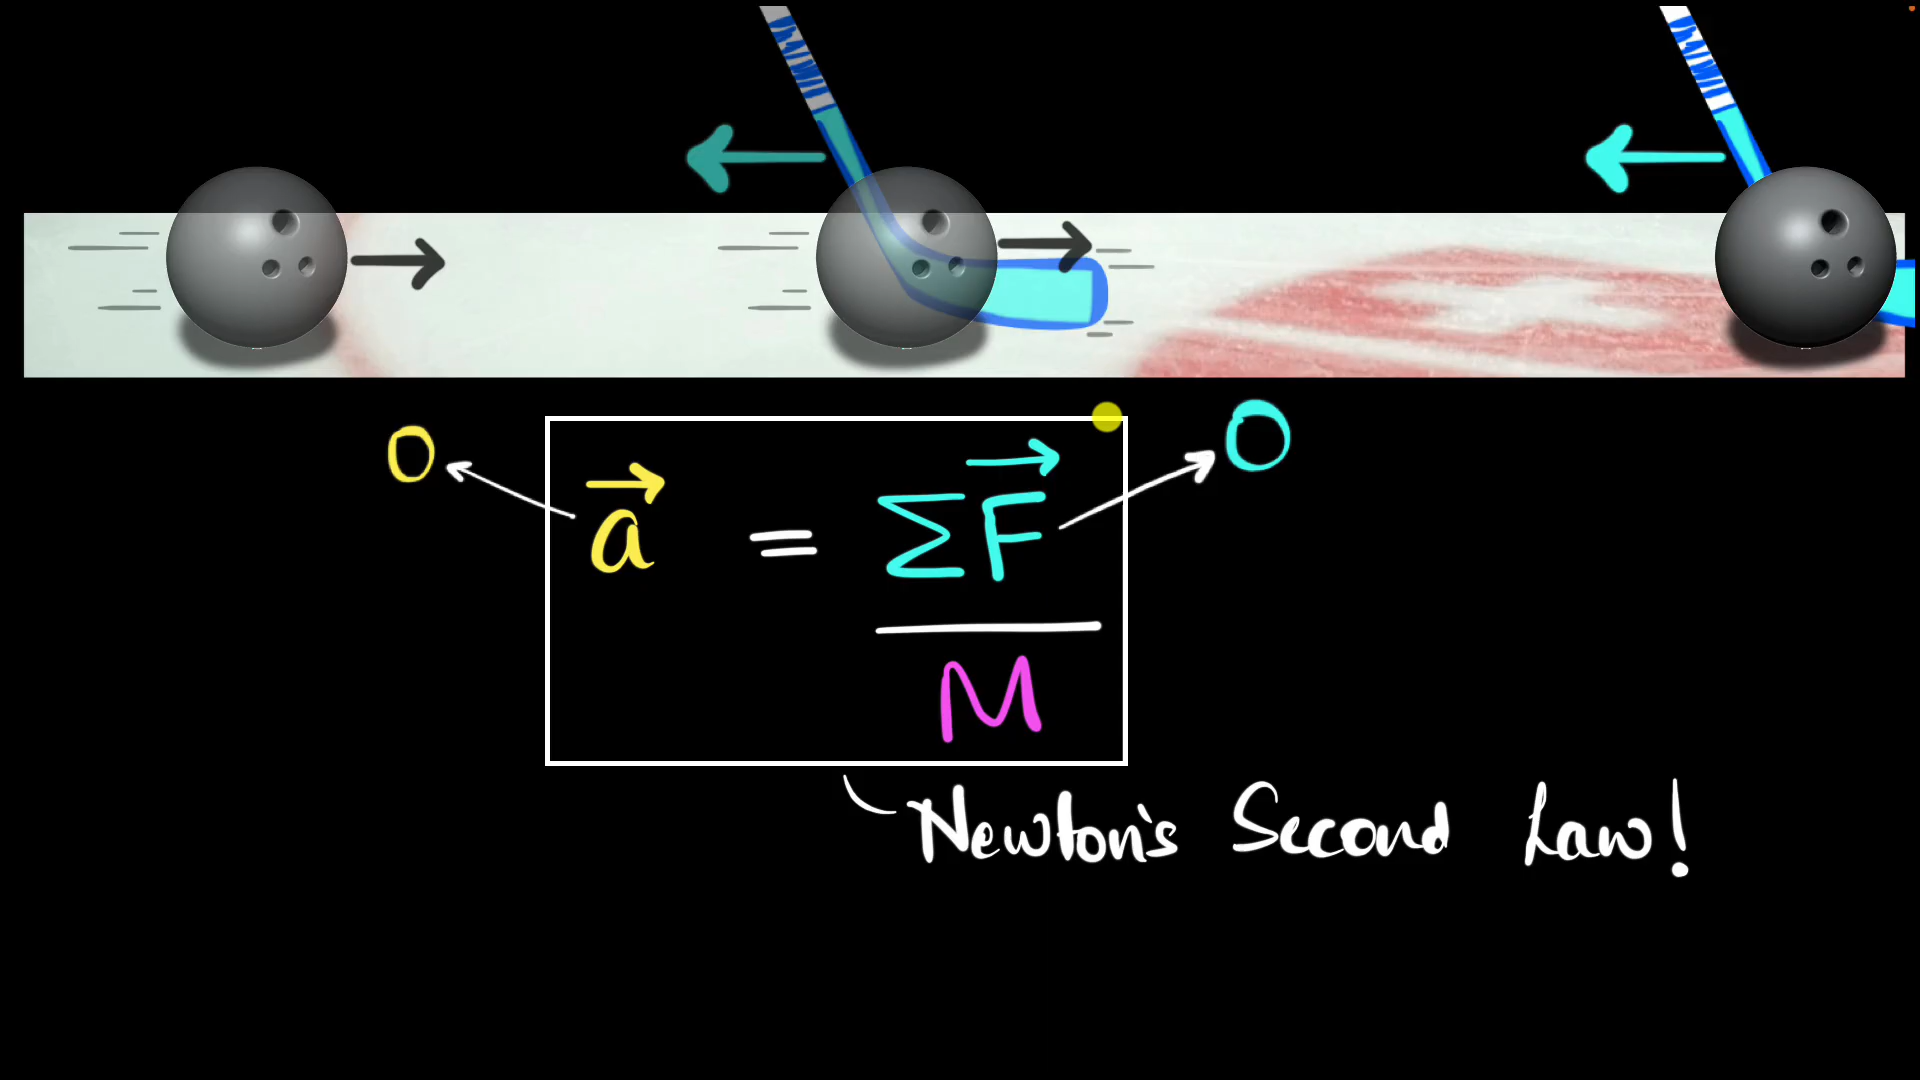 0 a = ΣF 0
M
Newton's Second Law!